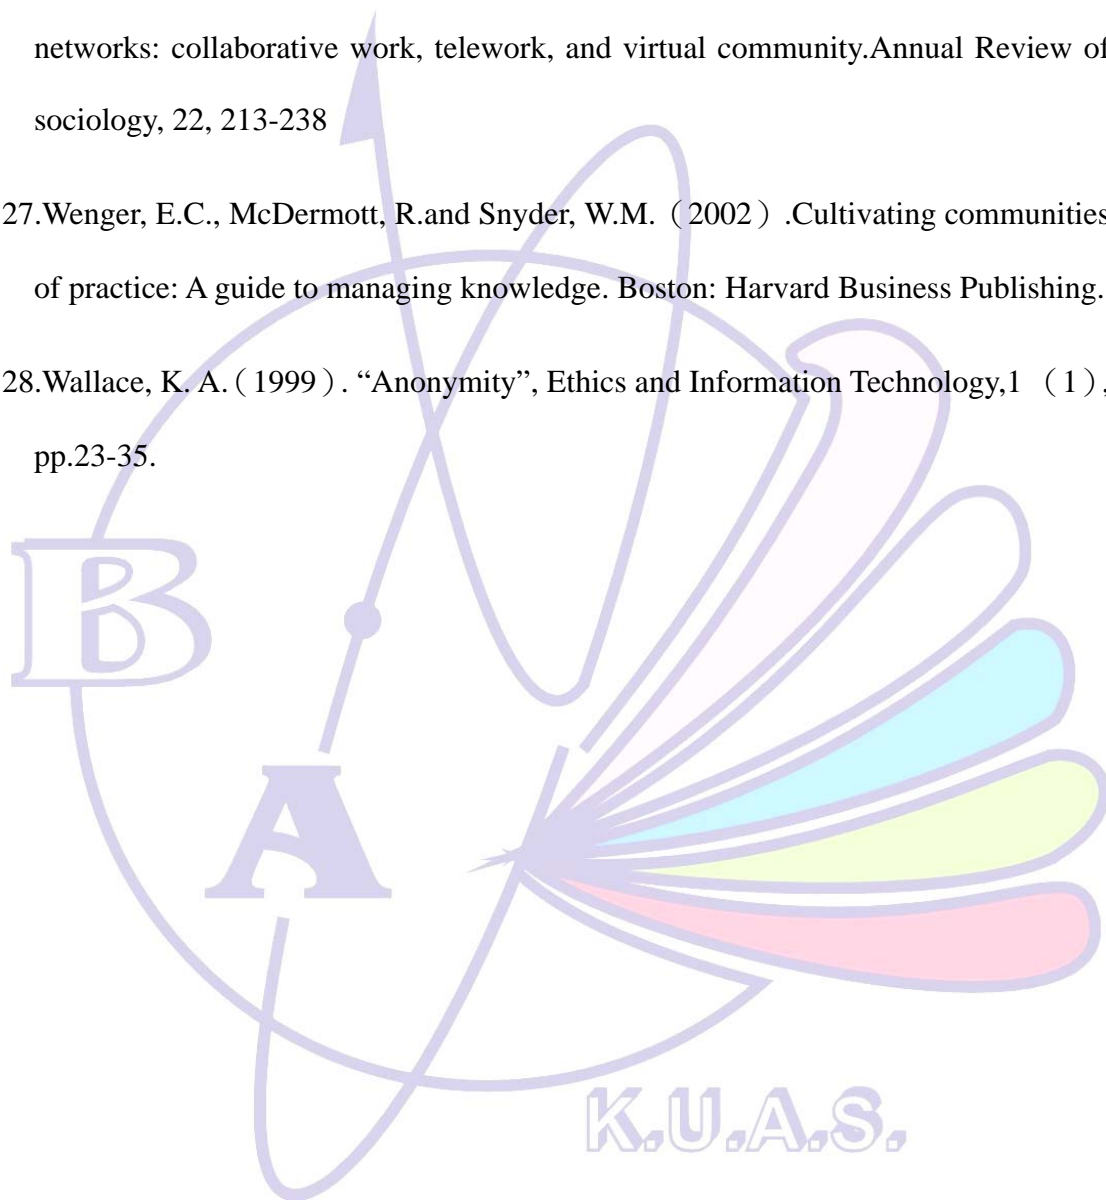 networks: collaborative work, telework, and virtual community.Annual Review of
sociology, 22, 213-238
27.Wenger, E.C., McDermott, R.and Snyder, W.M.（2002）.Cultivating communities
of practice: A guide to managing knowledge. Boston: Harvard Business Publishing.
28.Wallace, K. A.（1999）. “Anonymity”, Ethics and Information Technology,1 （1）,
pp.23-35.
B
A
K.U.A.S.